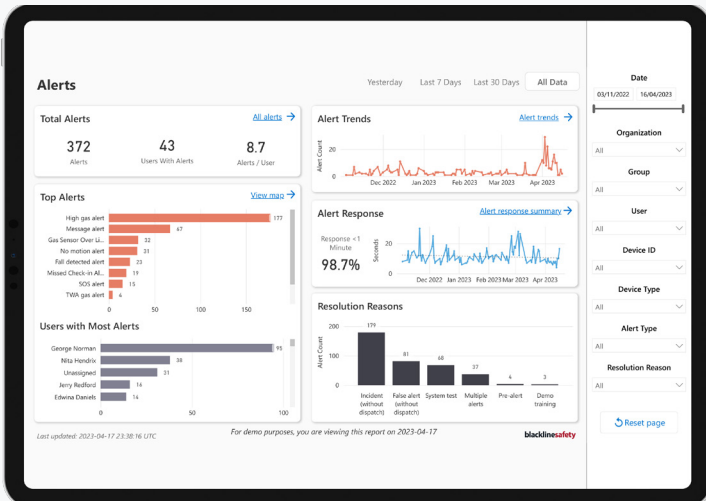 Alerts
Yesterday Last 7 Days Last 30 Days All Data
Total Alerts
All alerts
372
Alerts
43
Users With Alerts
8.7
Alerts / User
Top Alerts
View map
High gas alert 177
Message alert 67
Gas Sensor Over Li... 32
No motion alert 31
Fall detected alert 23
Missed Check-in Al... 19
SOS alert 15
TWA gas alert 4
0 50 100 150
Users with Most Alerts
George Norman 95
Nita Hendrix 38
Unassigned 31
Jerry Redford 16
Edwina Daniels 14
0 50 100
Last updated: 2023-04-17 23:38:16 UTC
Alert Trends
Alert trends
Alert Count
20
0
Dec 2022 Jan 2023 Feb 2023 Mar 2023 Apr 2023
Alert Response
Alert response summary
Response <1
Minute
98.7%
Seconds
20
0
Dec 2022 Jan 2023 Feb 2023 Mar 2023 Apr 2023
Resolution Reasons
Alert Count
200
100
0
179
81
68
37
4
3
Incident
(without
dispatch)
False alert
(without
dispatch)
System test
Multiple
alerts
Pre-alert
Demo
training
For demo purposes, you are viewing this report on 2023-04-17
blacklinesafety
Date
03/11/2022 16/04/2023
Organization
All
Group
All
User
All
Device ID
All
Device Type
All
Alert Type
All
Resolution Reason
All
Reset page